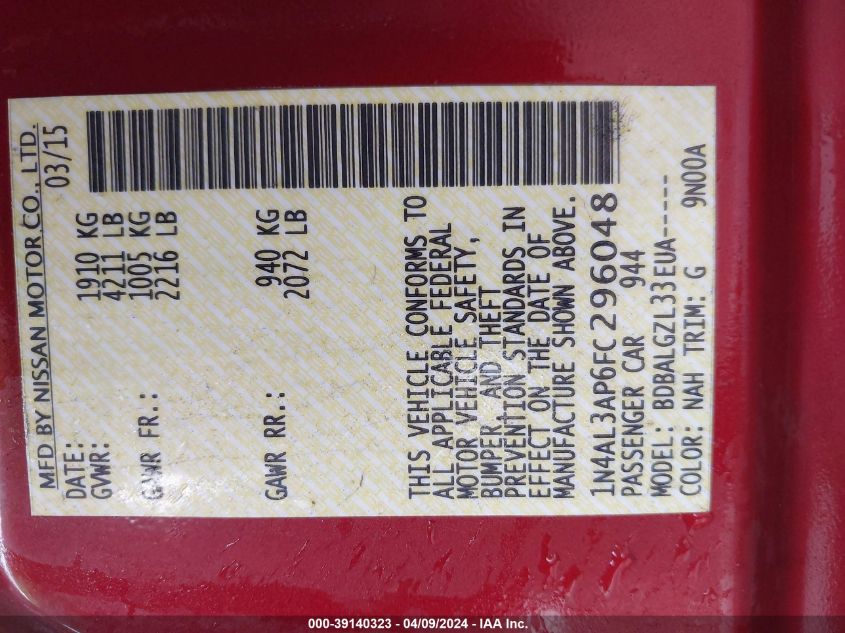 MFD BY NISSAN MOTOR CO., LTD.
DATE: 03/15
GVWR: 1910 KG
4211 LB
GAWR FR.: 1005 KG
2216 LB
GAWR RR.: 940 KG
2072 LB
THIS VEHICLE CONFORMS TO
ALL APPLICABLE FEDERAL
MOTOR VEHICLE SAFETY,
BUMPER, AND THEFT
PREVENTION STANDARDS IN
EFFECT ON THE DATE OF
MANUFACTURE SHOWN ABOVE.
1N4AL3AP6FC296048
PASSENGER CAR 944
MODEL: BDBALGZL33EUA-----
COLOR: NAH TRIM: G 9N00A
000-39140323 - 04/09/2024 - IAA Inc.